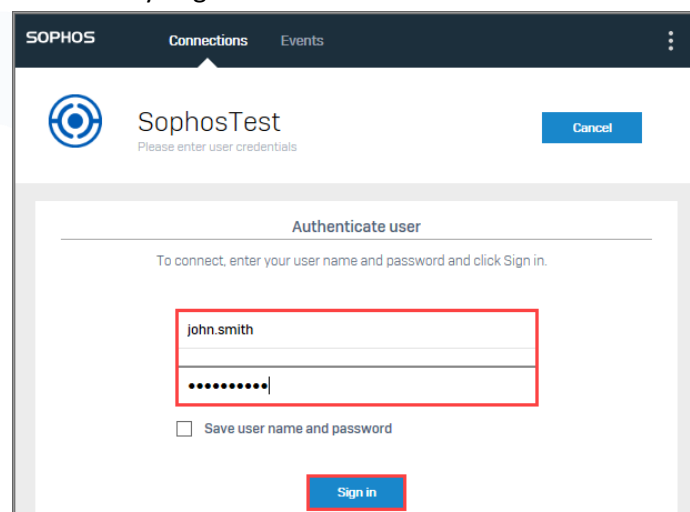 SOPHOS Connections Events
SophosTest
Cancel
Please enter user credentials
Authenticate user
To connect, enter your user name and password and click Sign in.
john.smith
••••••••••
Save user name and password
Sign in